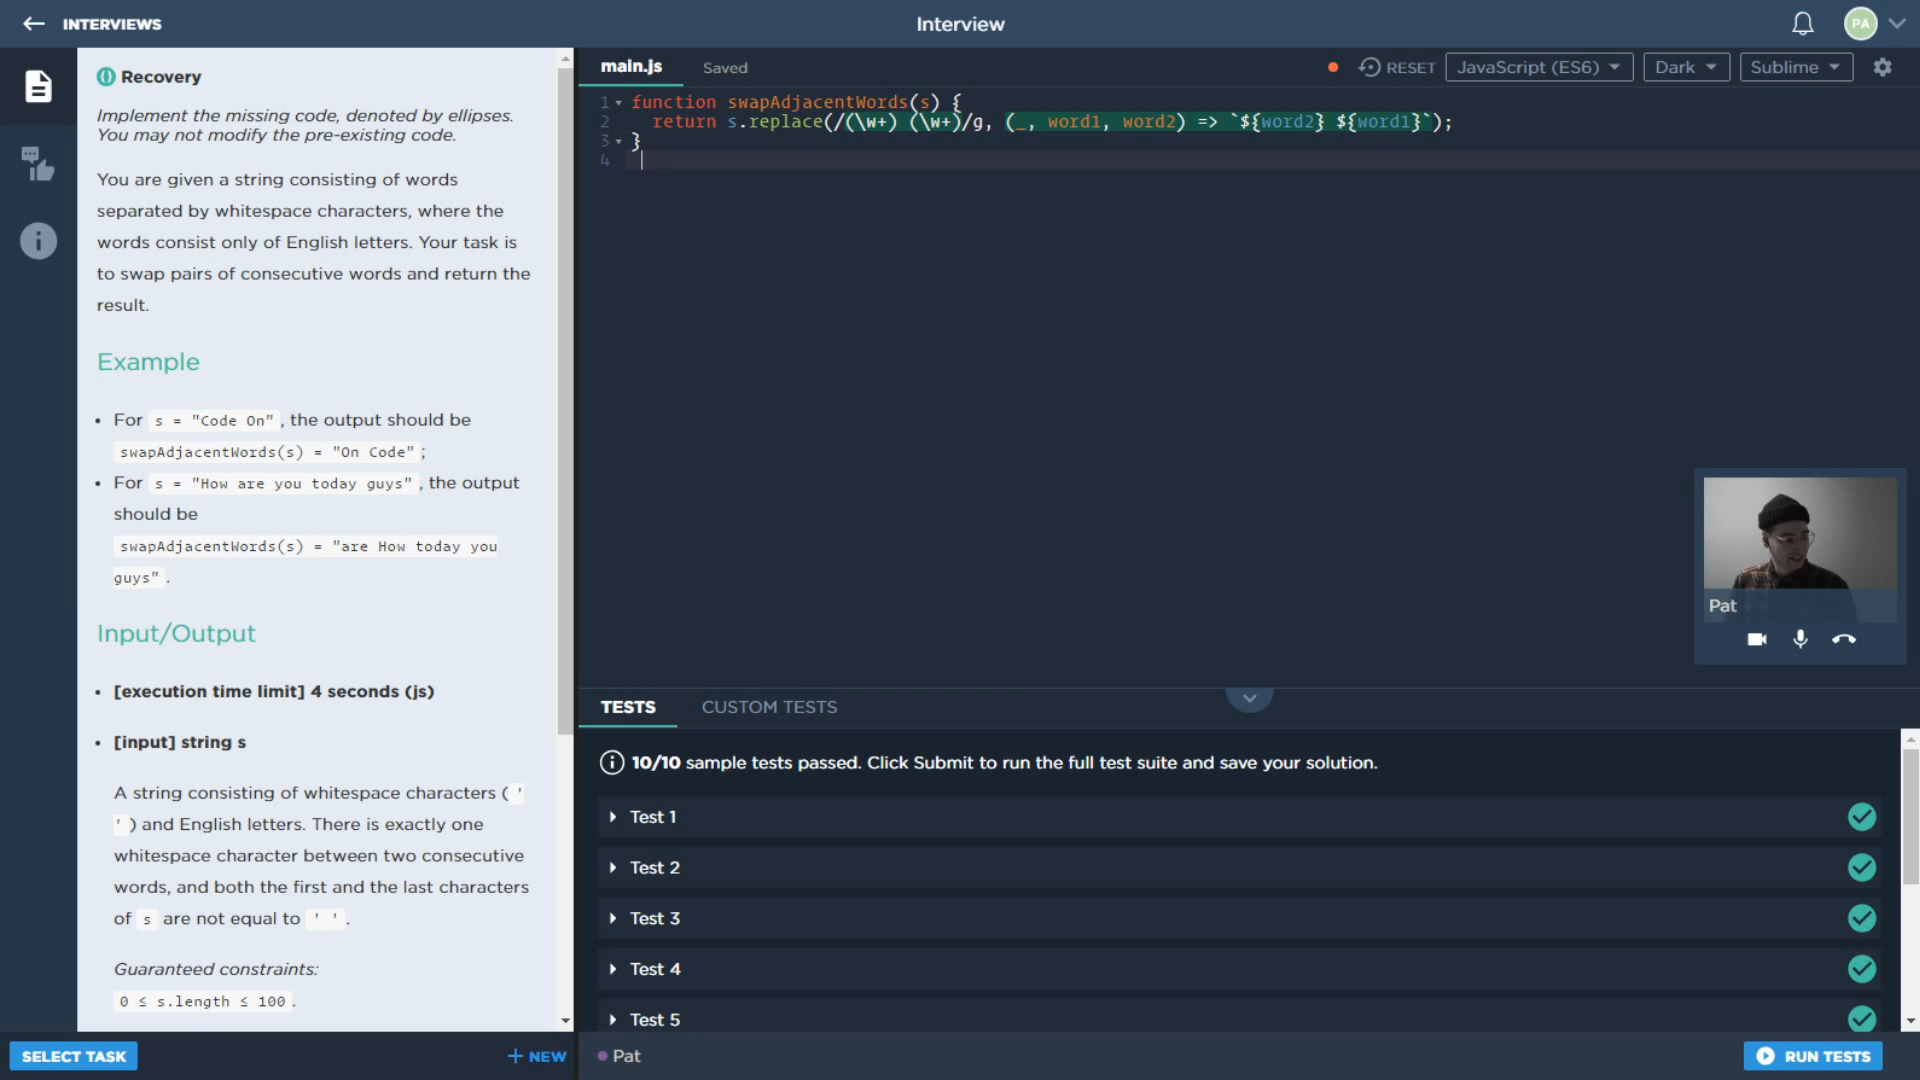 INTERVIEWS
Interview
PA
Recovery
Implement the missing code, denoted by ellipses.
You may not modify the pre-existing code.
You are given a string consisting of words
separated by whitespace characters, where the
words consist only of English letters. Your task is
to swap pairs of consecutive words and return the
result.
Example
• For s = "Code On", the output should be
swapAdjacentWords(s) = "On Code";
• For s = "How are you today guys", the output
should be
swapAdjacentWords(s) = "are How today you
guys".
Input/Output
• [execution time limit] 4 seconds (js)
• [input] string s
A string consisting of whitespace characters ( '
' ) and English letters. There is exactly one
whitespace character between two consecutive
words, and both the first and the last characters
of s are not equal to ' '.
Guaranteed constraints:
0 ≤ s.length ≤ 100.
SELECT TASK
+ NEW
main.js Saved
RESET JavaScript (ES6) Dark Sublime
1 function swapAdjacentWords(s) {
2 return s.replace(/(\w+) (\w+)/g, (_, word1, word2) => `${word2} ${word1}`);
3 }
4
Pat
TESTS CUSTOM TESTS
10/10 sample tests passed. Click Submit to run the full test suite and save your solution.
Test 1
Test 2
Test 3
Test 4
Test 5
Pat
RUN TESTS